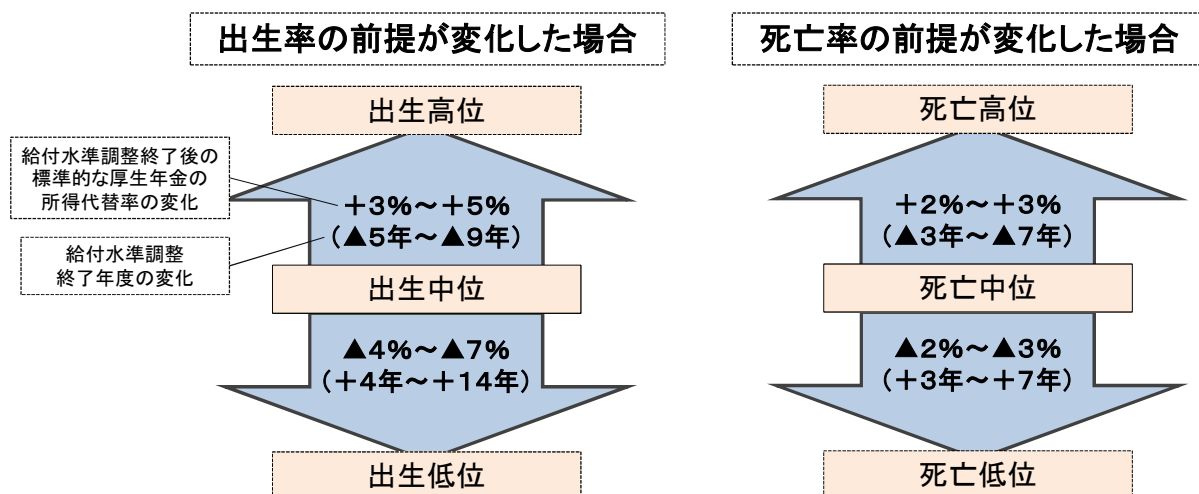 出生率の前提が変化した場合
出生高位
給付水準調整終了後の
標準的な厚生年金の
所得代替率の変化
+3%～+5%
(▲5年～▲9年)
給付水準調整
終了年度の変化
出生中位
▲4%～▲7%
(+4年～+14年)
出生低位
死亡率の前提が変化した場合
死亡高位
+2%～+3%
(▲3年～▲7年)
死亡中位
▲2%～▲3%
(+3年～+7年)
死亡低位